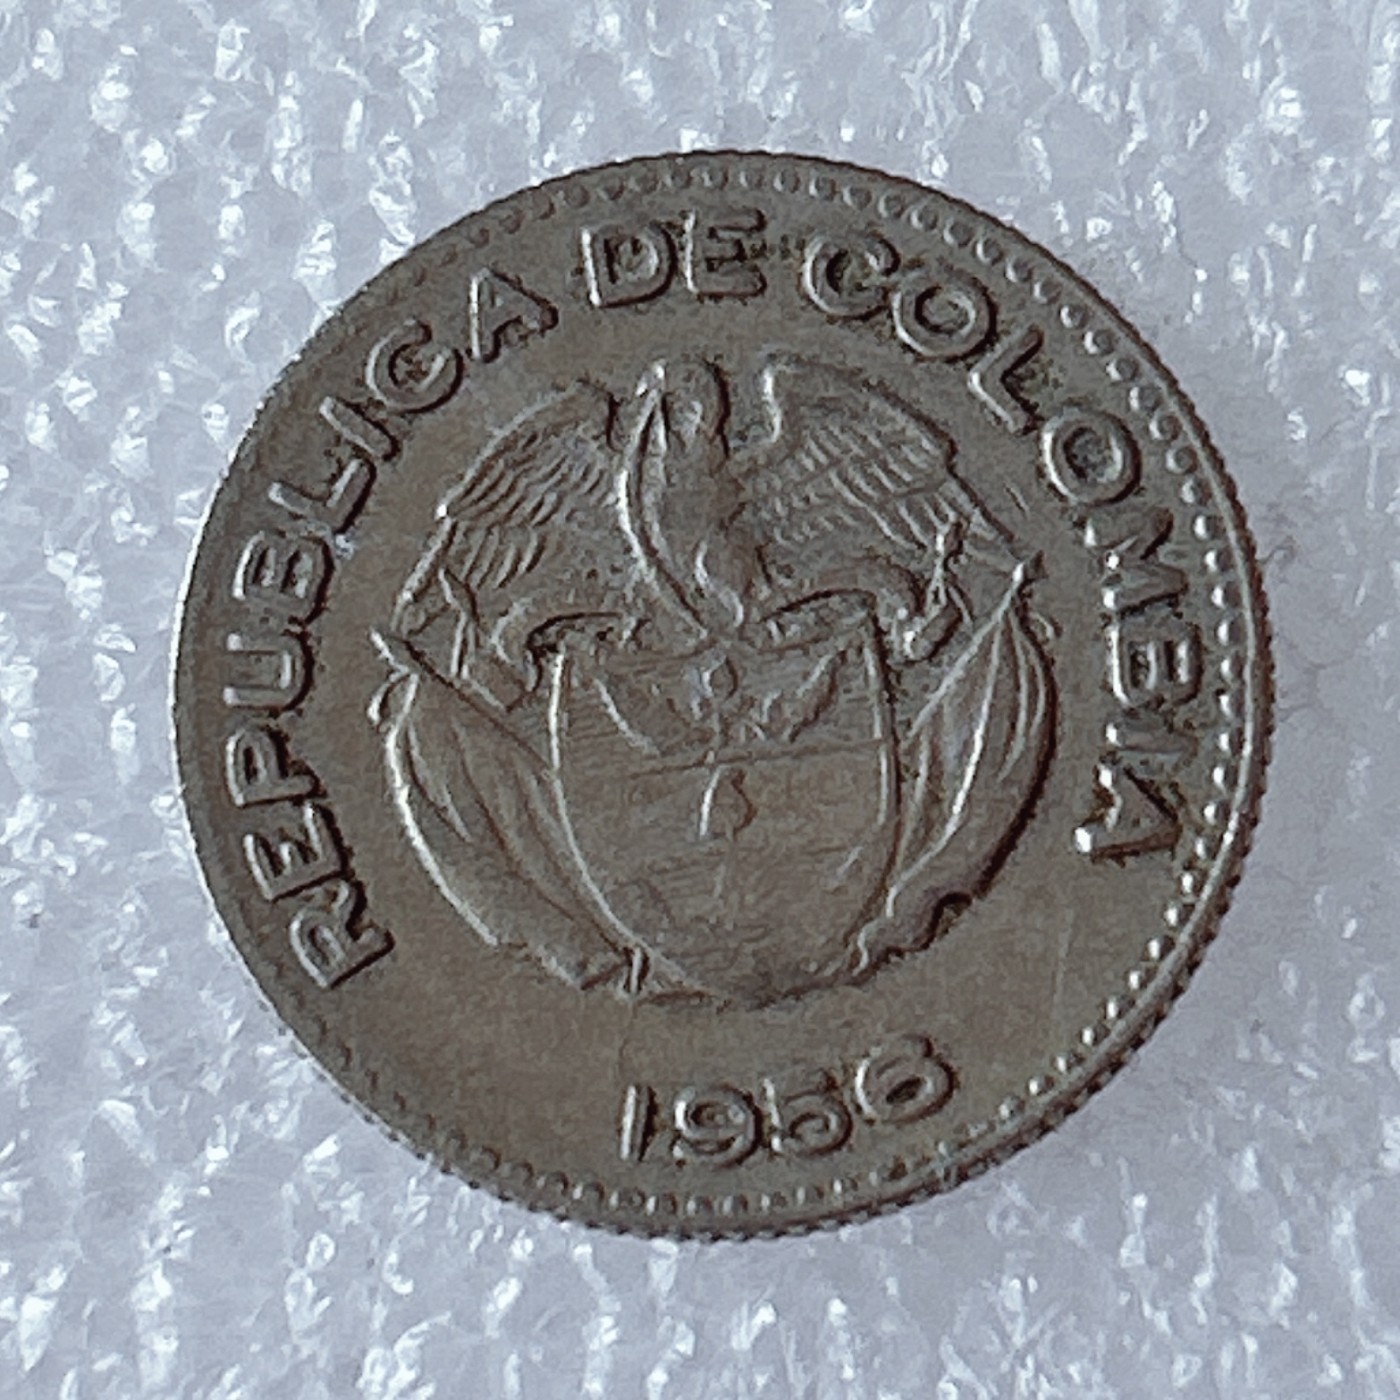 REPUBLICA DE COLOMBIA
1956